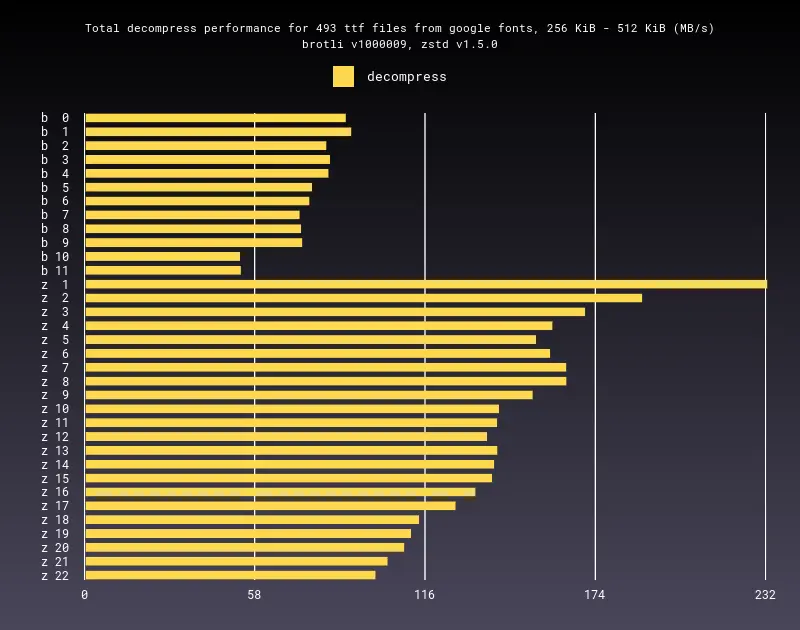 Total decompress performance for 493 ttf files from google fonts, 256 KiB - 512 KiB (MB/s)
brotli v1000009, zstd v1.5.0
decompress
b 0
b 1
b 2
b 3
b 4
b 5
b 6
b 7
b 8
b 9
b 10
b 11
z 1
z 2
z 3
z 4
z 5
z 6
z 7
z 8
z 9
z 10
z 11
z 12
z 13
z 14
z 15
z 16
z 17
z 18
z 19
z 20
z 21
z 22
0 58 116 174 232